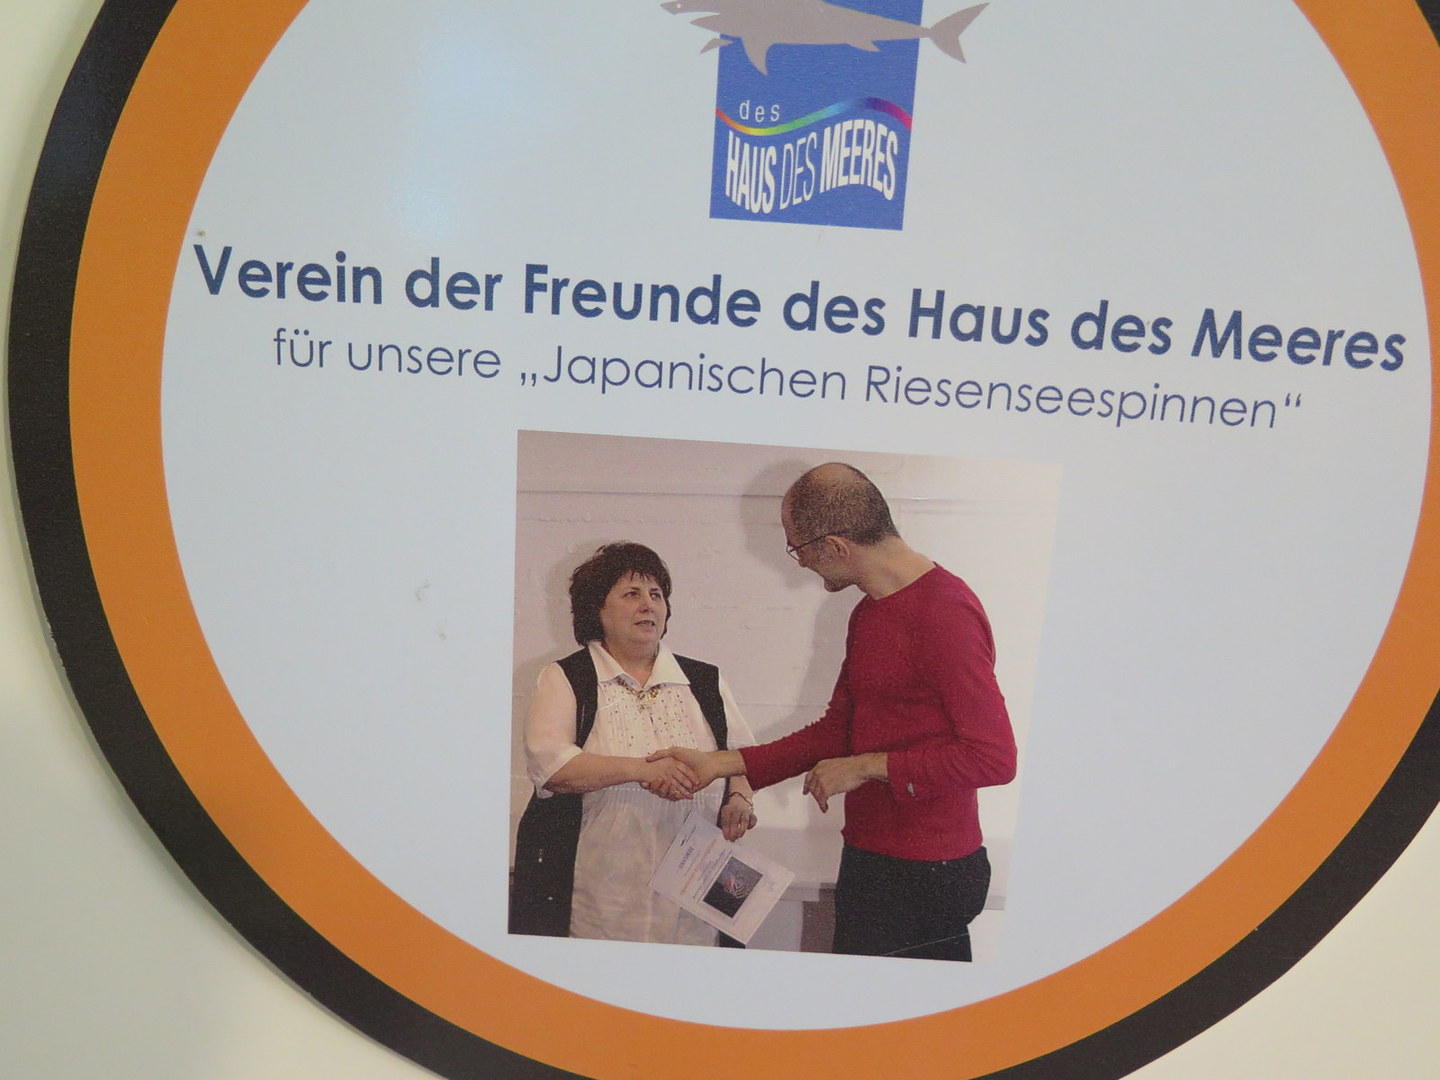 des
HAUS DES MEERES
Verein der Freunde des Haus des Meeres
für unsere „Japanischen Riesenseespinnen“